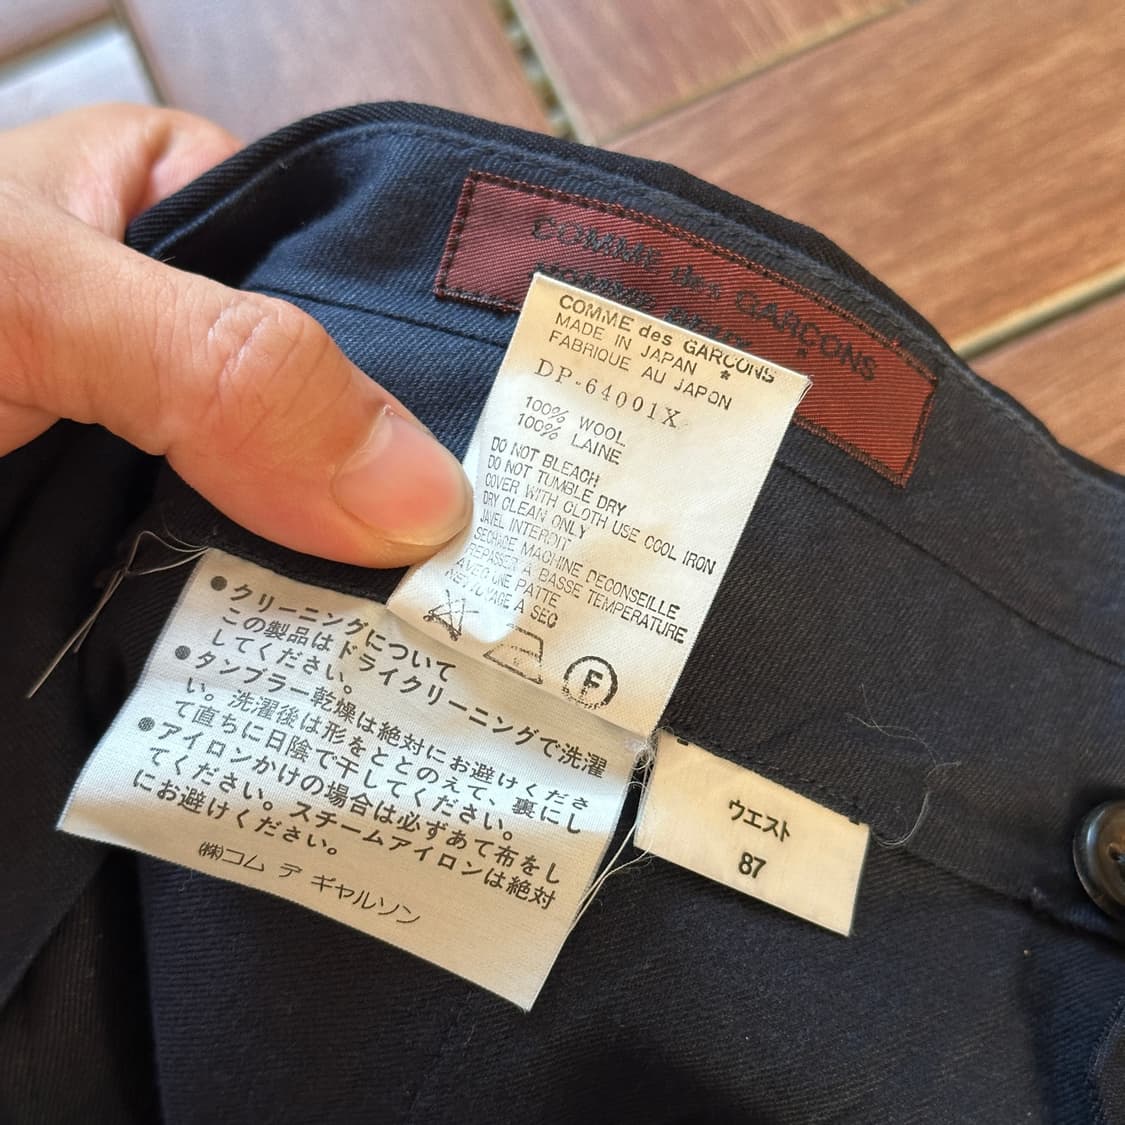 COMME des GARÇONS
HOMME
COMME des GARÇONS
MADE IN JAPAN *
FABRIQUE AU JAPON
DP-64001X
100% WOOL
100% LAINE
DO NOT BLEACH
DO NOT TUMBLE DRY
COVER WITH CLOTH USE COOL IRON
DRY CLEAN ONLY
JAVEL INTERDIT
SECHAGE MACHINE DECONSEILLE
REPASSER A BASSE TEMPERATURE
AVEC UNE PATTE
NETTOYAGE A SEC
F
●クリーニングについて
この製品はドライクリーニングで洗濯
してください。
●タンブラー乾燥は絶対にお避けくださ
い。洗濯後は形をととのえて、裏にし
て直ちに日陰で干してください。
●アイロンかけの場合は必ずあて布をし
てください。スチームアイロンは絶対
にお避けください。
(株)コム デ ギャルソン
ウエスト
87